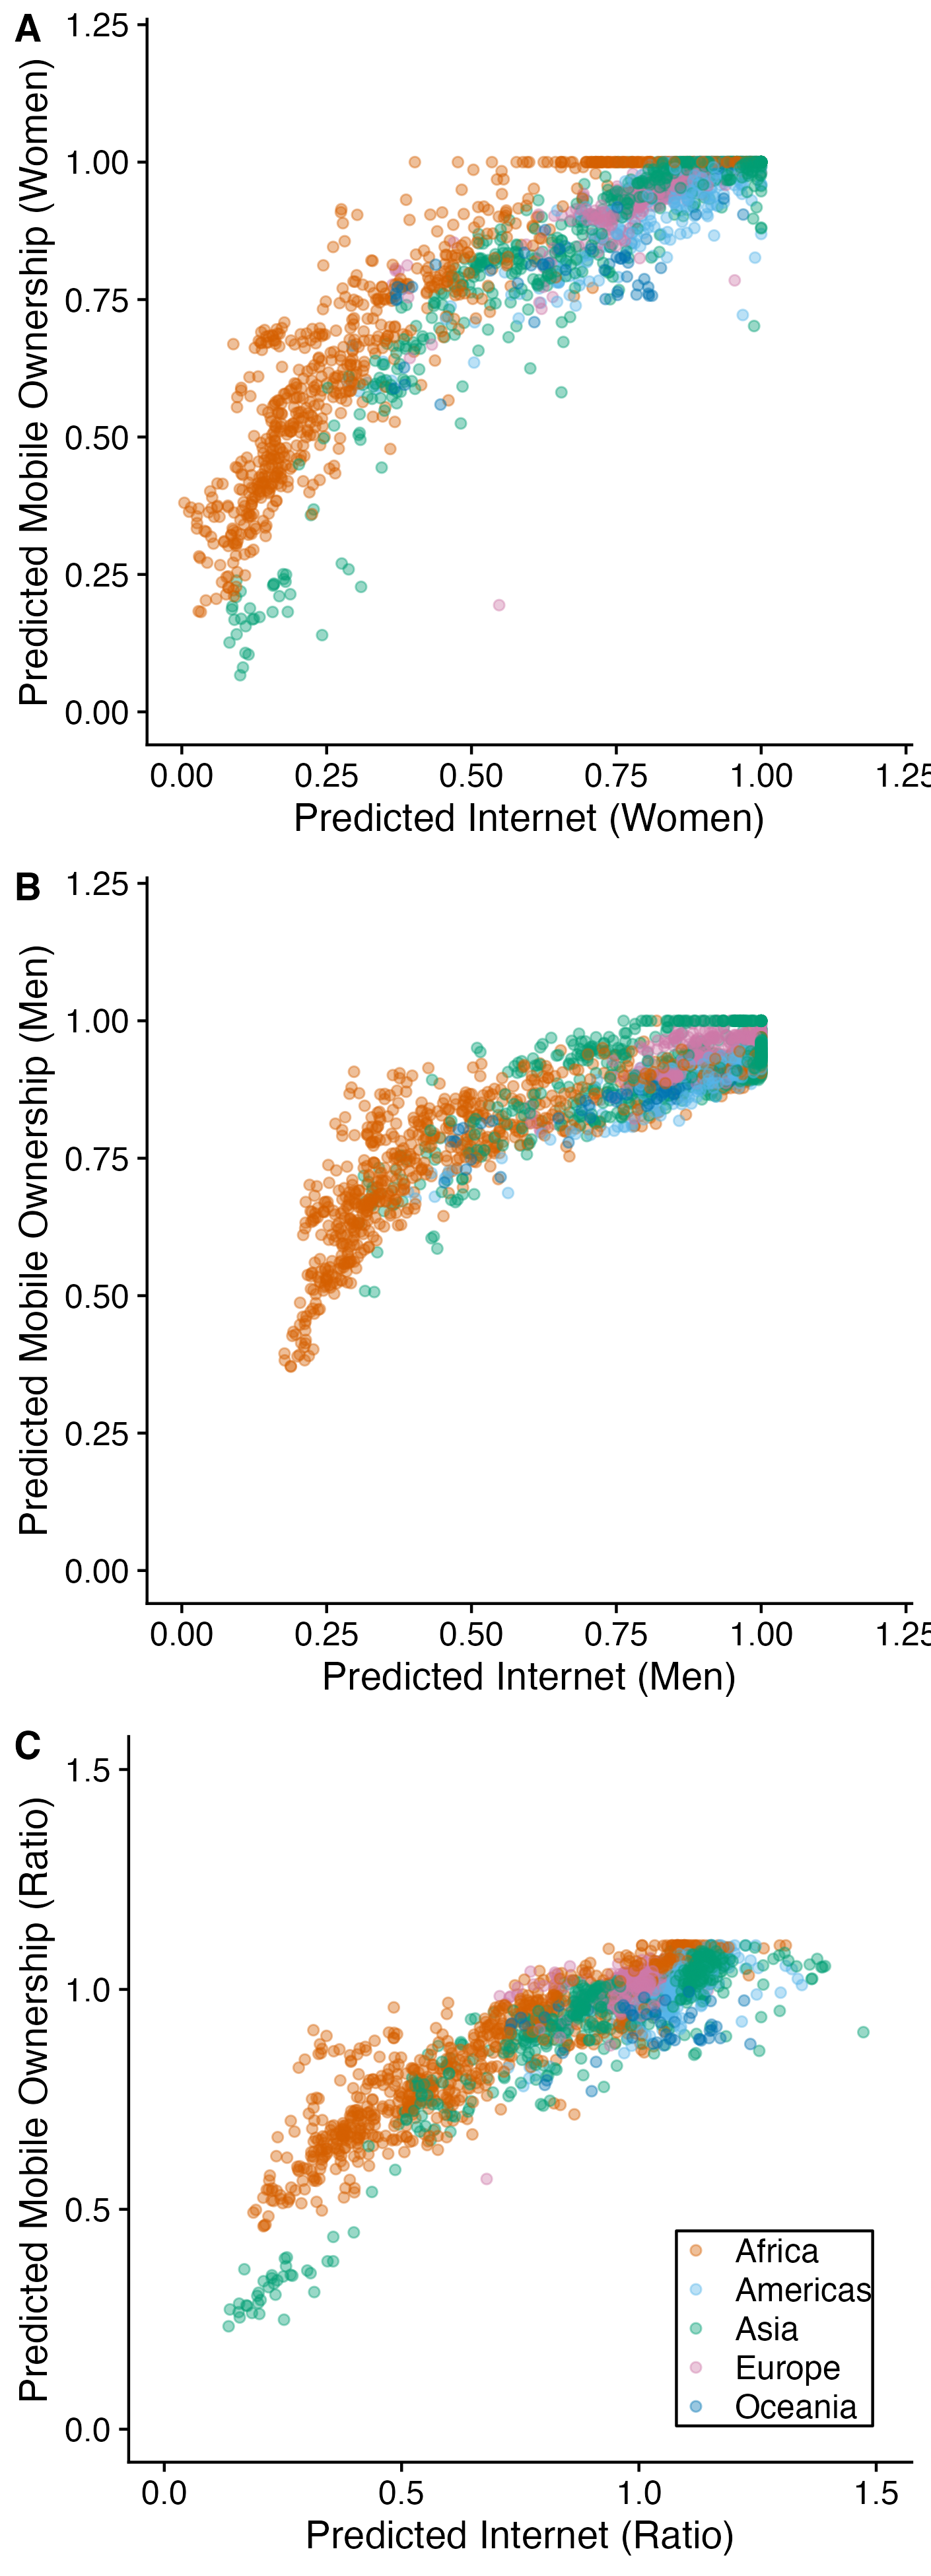 A
1.25
1.00
0.75
0.50
0.25
0.00
Predicted Mobile Ownership (Women)
0.00 0.25 0.50 0.75 1.00 1.25
Predicted Internet (Women)
B
1.25
1.00
0.75
0.50
0.25
0.00
Predicted Mobile Ownership (Men)
0.00 0.25 0.50 0.75 1.00 1.25
Predicted Internet (Men)
C
1.5
1.0
0.5
0.0
Predicted Mobile Ownership (Ratio)
Africa
Americas
Asia
Europe
Oceania
0.0 0.5 1.0 1.5
Predicted Internet (Ratio)